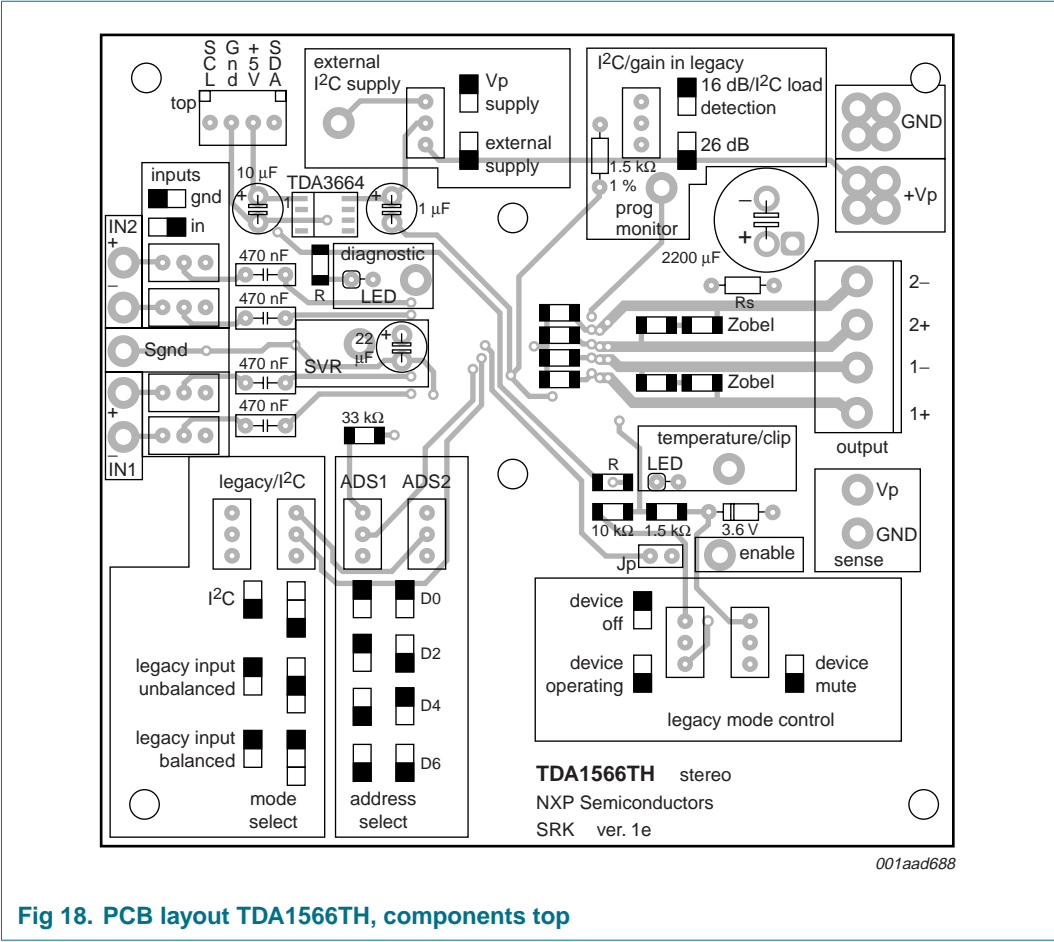 SCL
Gnd
+5V
SDA
top
external
I²C supply
Vp
supply
external
supply
I²C/gain in legacy
16 dB/I²C load
detection
26 dB
1.5 kΩ
1 %
prog
monitor
GND
+Vp
inputs
gnd
in
10 μF
+
1
TDA3664
+
1 μF
−
+
2200 μF
IN2
+
−
470 nF
470 nF
R
diagnostic
LED
Sgnd
22
μF
+
SVR
470 nF
470 nF
+
−
IN1
33 kΩ
Rs
Zobel
Zobel
2−
2+
1−
1+
output
temperature/clip
R
LED
10 kΩ
1.5 kΩ
3.6 V
Jp
enable
Vp
GND
sense
legacy/I²C
ADS1
ADS2
I²C
D0
legacy input
unbalanced
D2
D4
legacy input
balanced
D6
mode
select
address
select
device
off
device
operating
device
mute
legacy mode control
TDA1566TH stereo
NXP Semiconductors
SRK ver. 1e
001aad688
Fig 18. PCB layout TDA1566TH, components top